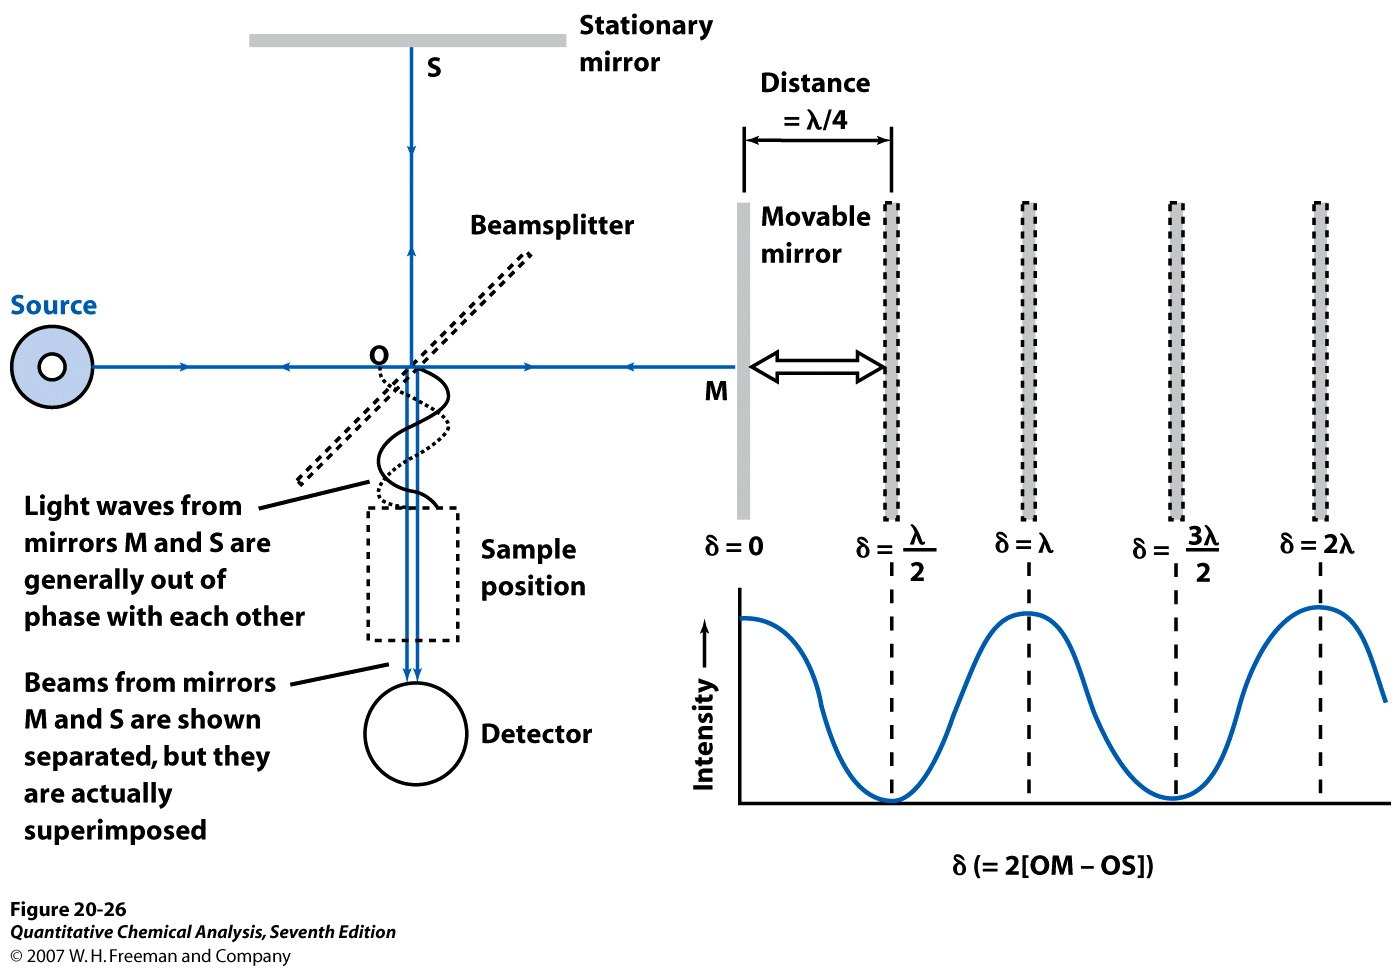 Stationary
mirror
S
Distance
= λ/4
Beamsplitter
Movable
mirror
Source
O
M
Light waves from
mirrors M and S are
generally out of
phase with each other
Sample
position
δ = 0
δ = λ/2
δ = λ
δ = 3λ/2
δ = 2λ
Beams from mirrors
M and S are shown
separated, but they
are actually
superimposed
Detector
Intensity
δ (= 2[OM – OS])
Figure 20-26
Quantitative Chemical Analysis, Seventh Edition
© 2007 W. H. Freeman and Company